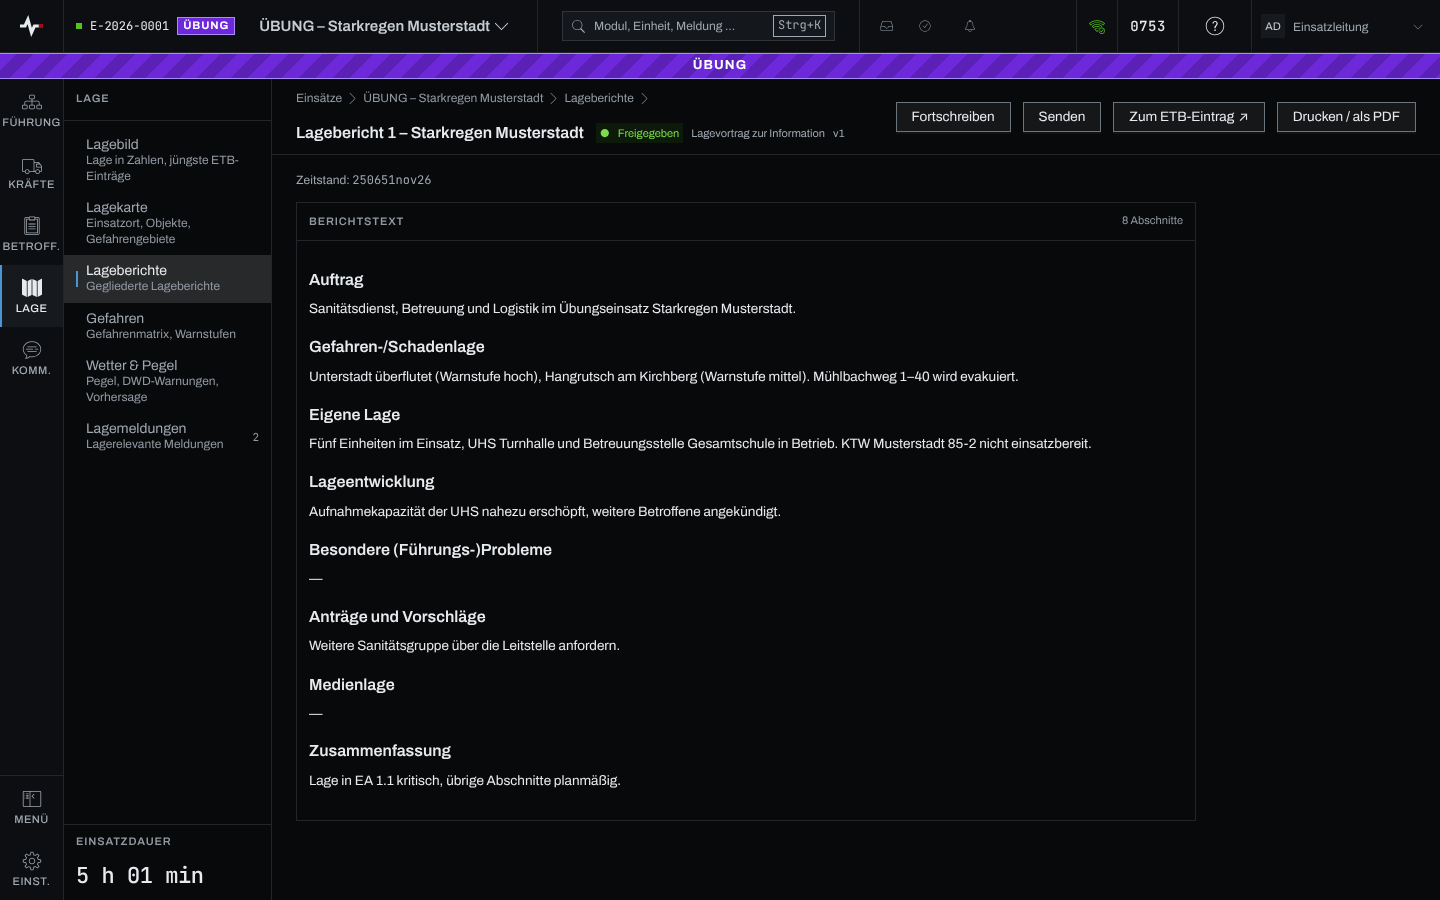 E-2026-0001 ÜBUNG ÜBUNG – Starkregen Musterstadt Modul, Einheit, Meldung ... Strg+K 0753 ? AD Einsatzleitung
ÜBUNG
FÜHRUNG
KRÄFTE
BETROFF.
LAGE
KOMM.
MENÜ
EINST.
LAGE
Lagebild
Lage in Zahlen, jüngste ETB-
Einträge
Lagekarte
Einsatzort, Objekte,
Gefahrengebiete
Lageberichte
Gegliederte Lageberichte
Gefahren
Gefahrenmatrix, Warnstufen
Wetter & Pegel
Pegel, DWD-Warnungen,
Vorhersage
Lagemeldungen
Lagerelevante Meldungen 2
EINSATZDAUER
5 h 01 min
Einsätze ÜBUNG – Starkregen Musterstadt Lageberichte
Lagebericht 1 – Starkregen Musterstadt Freigegeben Lagevortrag zur Information v1
Fortschreiben Senden Zum ETB-Eintrag ↗ Drucken / als PDF
Zeitstand: 250651nov26
BERICHTSTEXT 8 Abschnitte
Auftrag
Sanitätsdienst, Betreuung und Logistik im Übungseinsatz Starkregen Musterstadt.
Gefahren-/Schadenlage
Unterstadt überflutet (Warnstufe hoch), Hangrutsch am Kirchberg (Warnstufe mittel). Mühlbachweg 1–40 wird evakuiert.
Eigene Lage
Fünf Einheiten im Einsatz, UHS Turnhalle und Betreuungsstelle Gesamtschule in Betrieb. KTW Musterstadt 85-2 nicht einsatzbereit.
Lageentwicklung
Aufnahmekapazität der UHS nahezu erschöpft, weitere Betroffene angekündigt.
Besondere (Führungs-)Probleme
—
Anträge und Vorschläge
Weitere Sanitätsgruppe über die Leitstelle anfordern.
Medienlage
—
Zusammenfassung
Lage in EA 1.1 kritisch, übrige Abschnitte planmäßig.